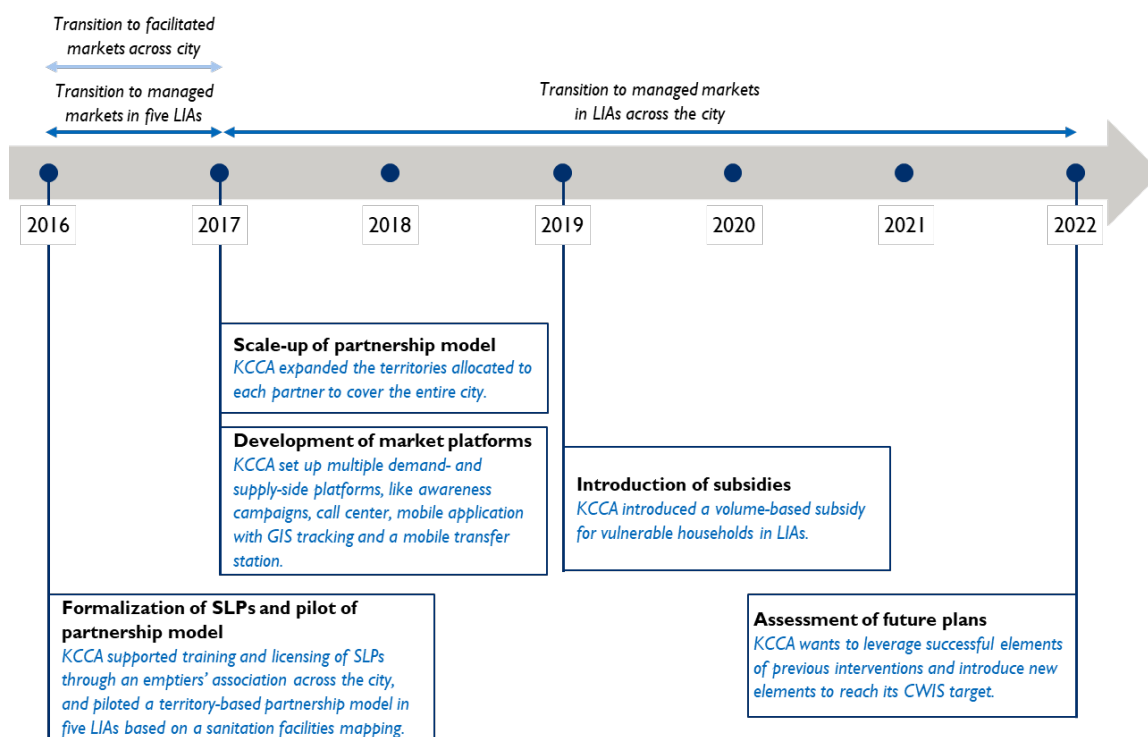 Transition to facilitated
markets across city
Transition to managed
markets in five LIAs
Transition to managed markets
in LIAs across the city
2016
2017
2018
2019
2020
2021
2022
Scale-up of partnership model
KCCA expanded the territories allocated to
each partner to cover the entire city.
Development of market platforms
KCCA set up multiple demand- and
supply-side platforms, like awareness
campaigns, call center, mobile application
with GIS tracking and a mobile transfer
station.
Introduction of subsidies
KCCA introduced a volume-based subsidy
for vulnerable households in LIAs.
Formalization of SLPs and pilot of
partnership model
KCCA supported training and licensing of SLPs
through an emptiers’ association across the city,
and piloted a territory-based partnership model in
five LIAs based on a sanitation facilities mapping.
Assessment of future plans
KCCA wants to leverage successful elements
of previous interventions and introduce new
elements to reach its CWIS target.